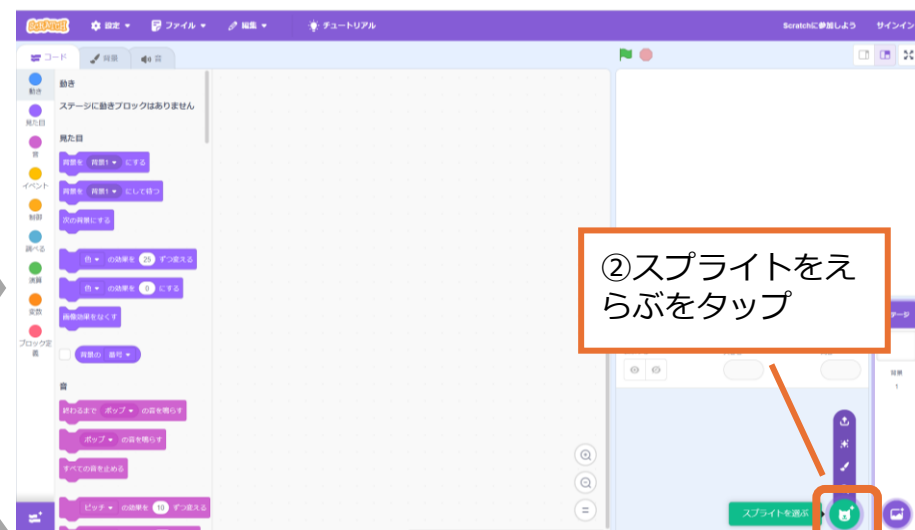 SCRATCH 設定 ファイル 編集 チュートリアル Scratchに参加しよう サインイン
コード 背景 音
動き
動き
ステージに動きブロックはありません
見た目
見た目
音
背景を 背景1 にする
イベント
背景を 背景1 にして待つ
制御
次の背景にする
調べる
色 の効果を 25 ずつ変える
演算
色 の効果を 0 にする
変数
画像効果をなくす
ブロック定
義
背景の 番号
音
終わるまで ポップ の音を鳴らす
ポップ の音を鳴らす
すべての音を止める
ピッチ の効果を 10 ずつ変える
②スプライトをえ
らぶをタップ
ージ
背景
1
スプライトを選ぶ